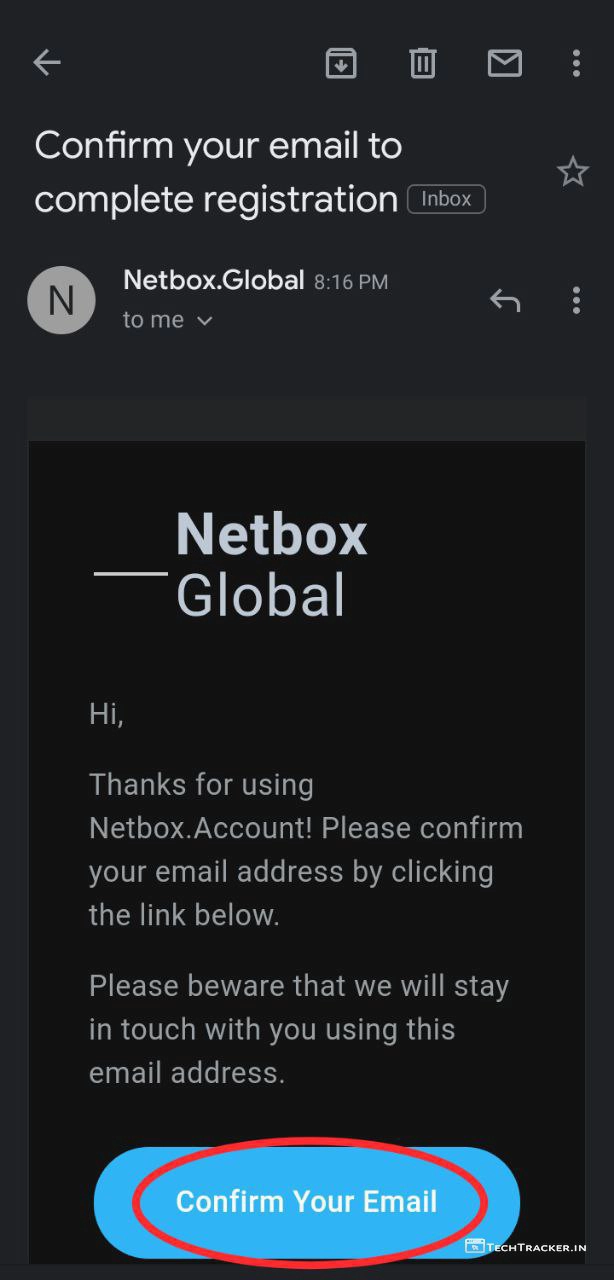 Confirm your email to
complete registration Inbox
N
Netbox.Global 8:16 PM
to me
Netbox
Global
Hi,
Thanks for using
Netbox.Account! Please confirm
your email address by clicking
the link below.
Please beware that we will stay
in touch with you using this
email address.
Confirm Your Email
TECHTRACKER.IN